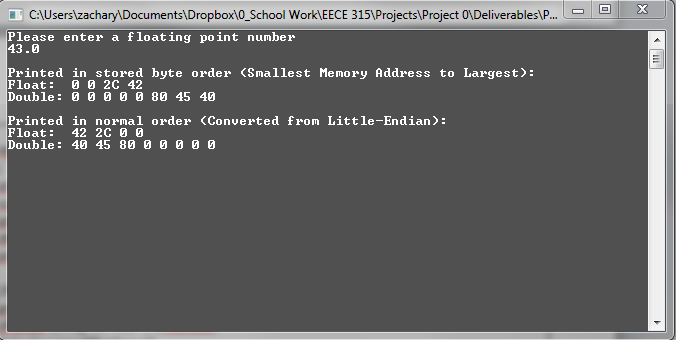 C:\Users\zachary\Documents\Dropbox\0_School Work\EECE 315\Projects\Project 0\Deliverables\P...
Please enter a floating point number
43.0
Printed in stored byte order (Smallest Memory Address to Largest):
Float:  0 0 2C 42
Double: 0 0 0 0 0 80 45 40
Printed in normal order (Converted from Little-Endian):
Float:  42 2C 0 0
Double: 40 45 80 0 0 0 0 0